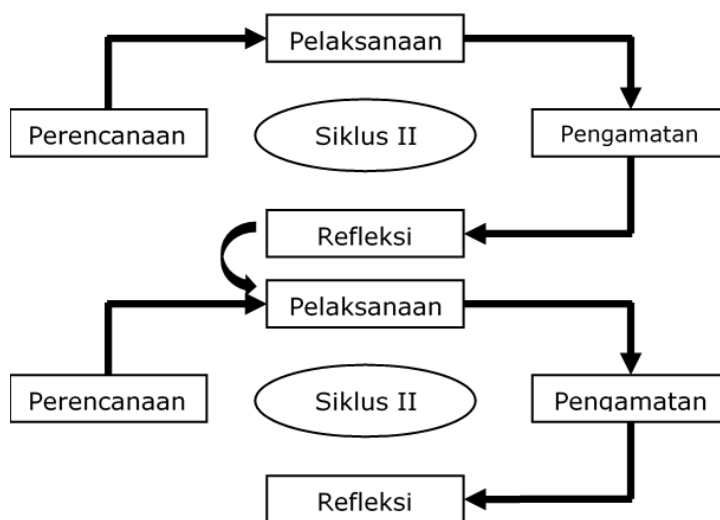 Pelaksanaan
Perencanaan
Siklus II
Pengamatan
Refleksi
Pelaksanaan
Perencanaan
Siklus II
Pengamatan
Refleksi